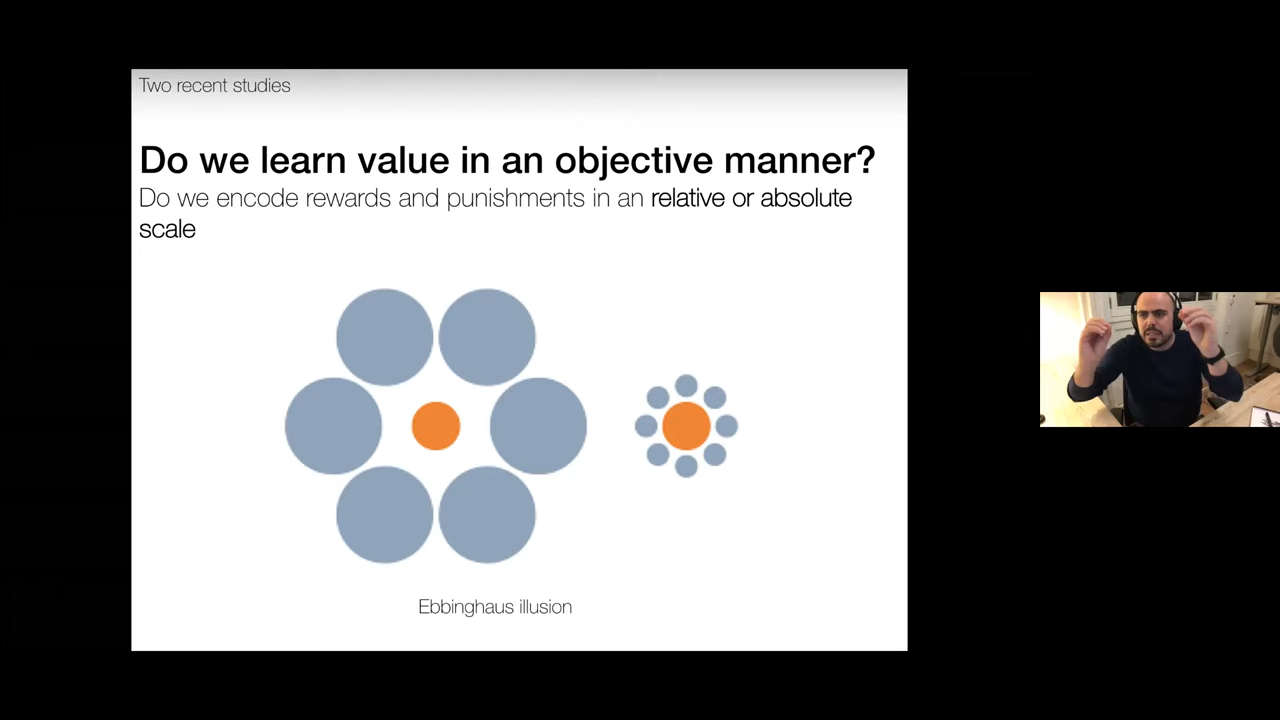 Two recent studies
Do we learn value in an objective manner?
Do we encode rewards and punishments in an relative or absolute
scale
Ebbinghaus illusion